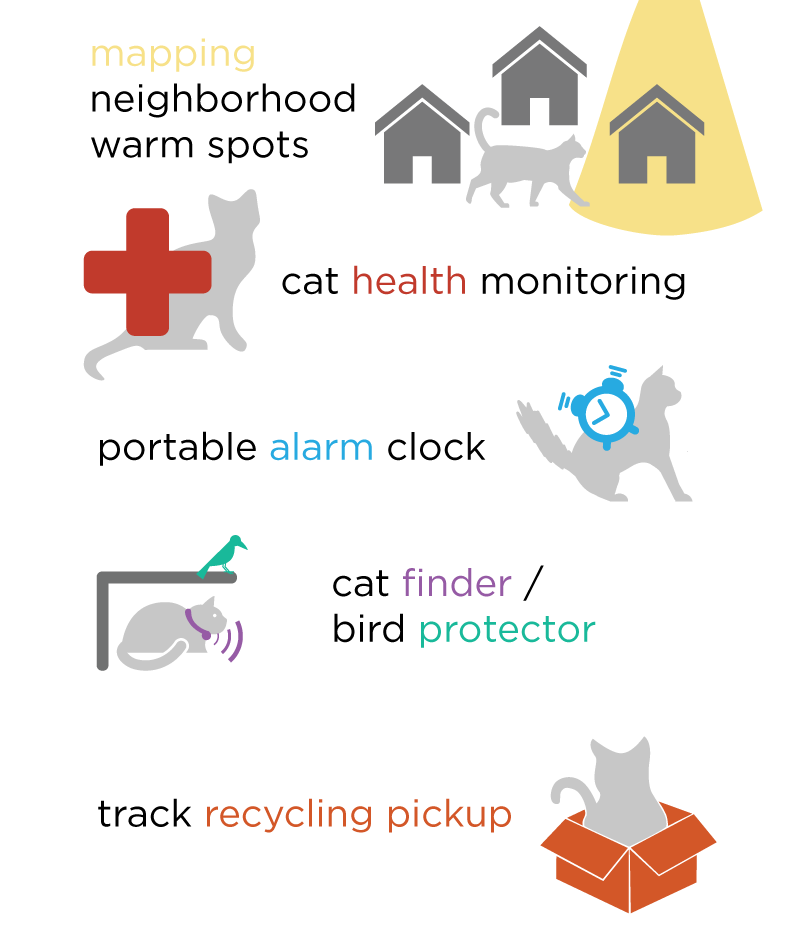 mapping
neighborhood
warm spots
cat health monitoring
portable alarm clock
cat finder /
bird protector
track recycling pickup